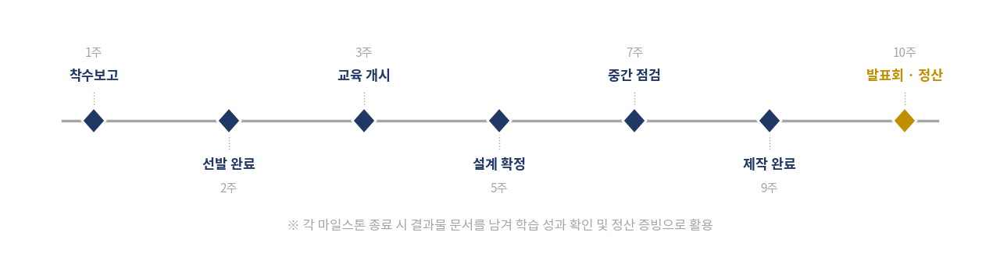 1주
착수보고
선발 완료
2주
3주
교육 개시
설계 확정
5주
7주
중간 점검
제작 완료
9주
10주
발표회 · 정산
※ 각 마일스톤 종료 시 결과물 문서를 남겨 학습 성과 확인 및 정산 증빙으로 활용